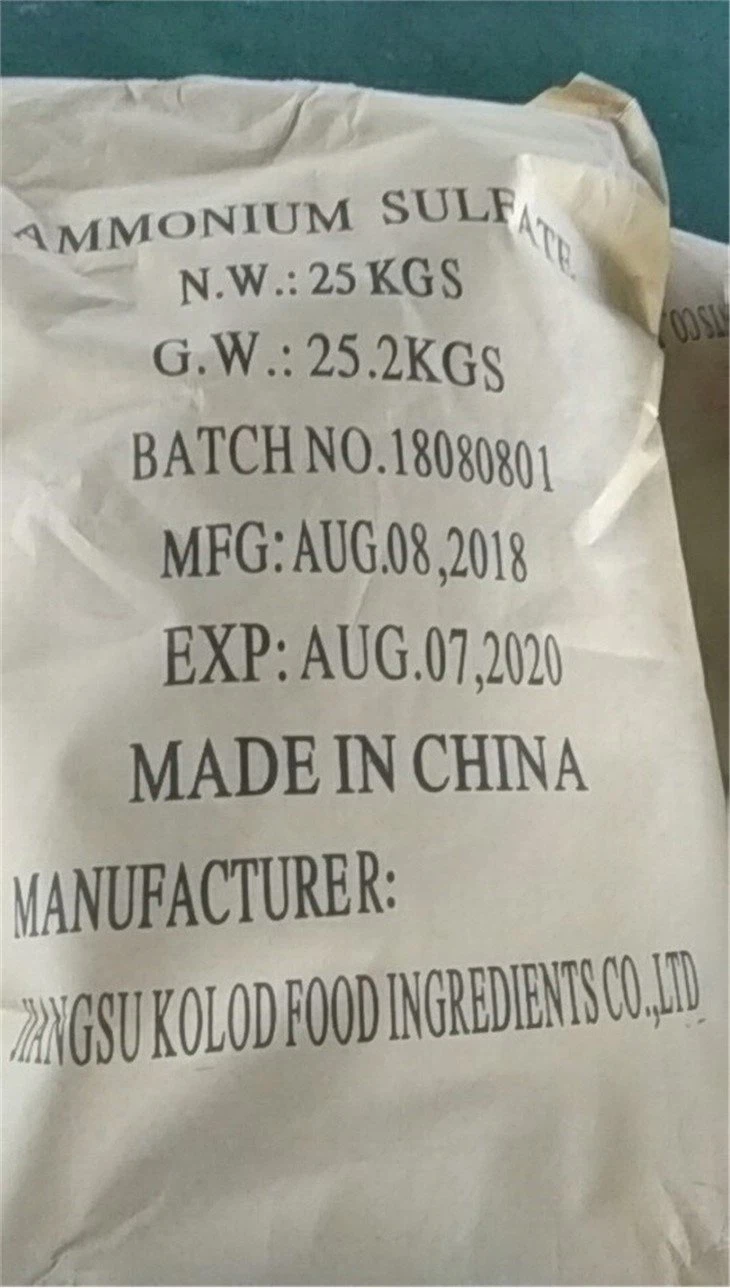 AMMONIUM SULFATE
N.W.: 25 KGS
G.W.: 25.2KGS
BATCH NO.18080801
MFG: AUG.08,2018
EXP: AUG.07,2020
MADE IN CHINA
MANUFACTURER:
JIANGSU KOLOD FOOD INGREDIENTS CO.,LTD